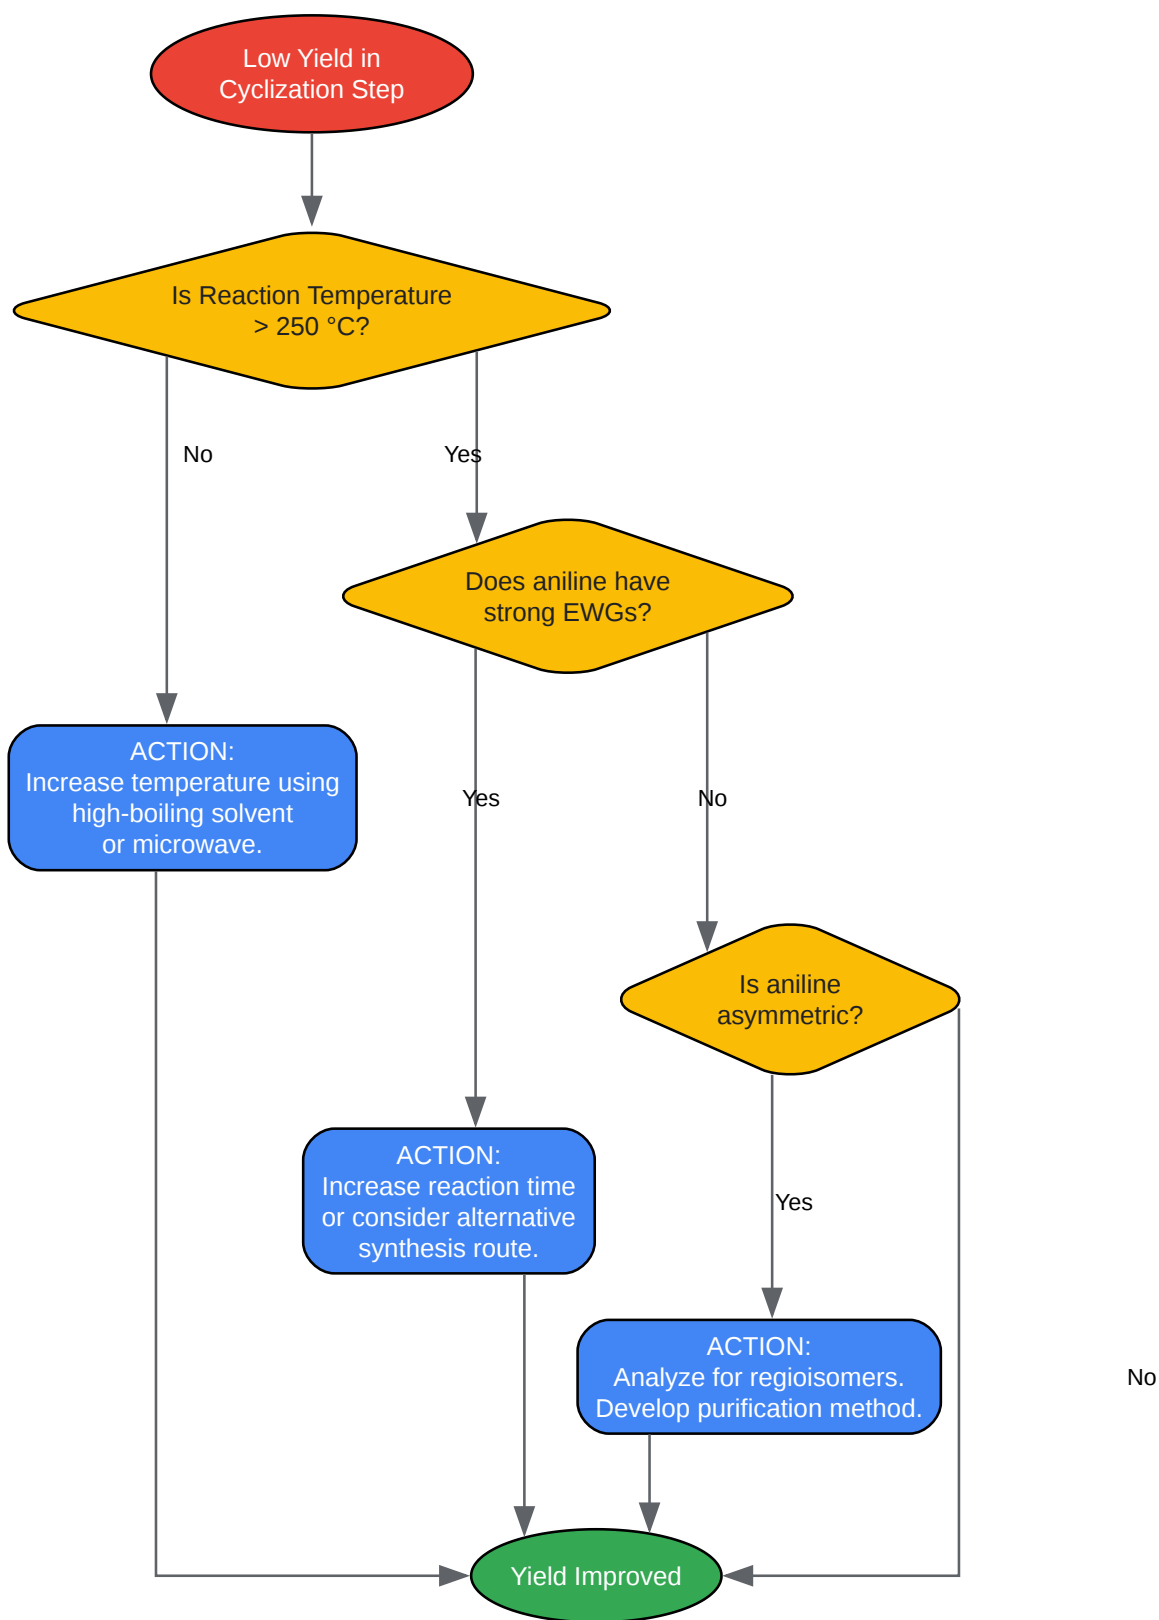 Low Yield in
Cyclization Step
Is Reaction Temperature
> 250 °C?
No
Yes
Does aniline have
strong EWGs?
ACTION:
Increase temperature using
high-boiling solvent
or microwave.
Yes
No
Is aniline
asymmetric?
ACTION:
Increase reaction time
or consider alternative
synthesis route.
Yes
ACTION:
Analyze for regioisomers.
Develop purification method.
No
Yield Improved